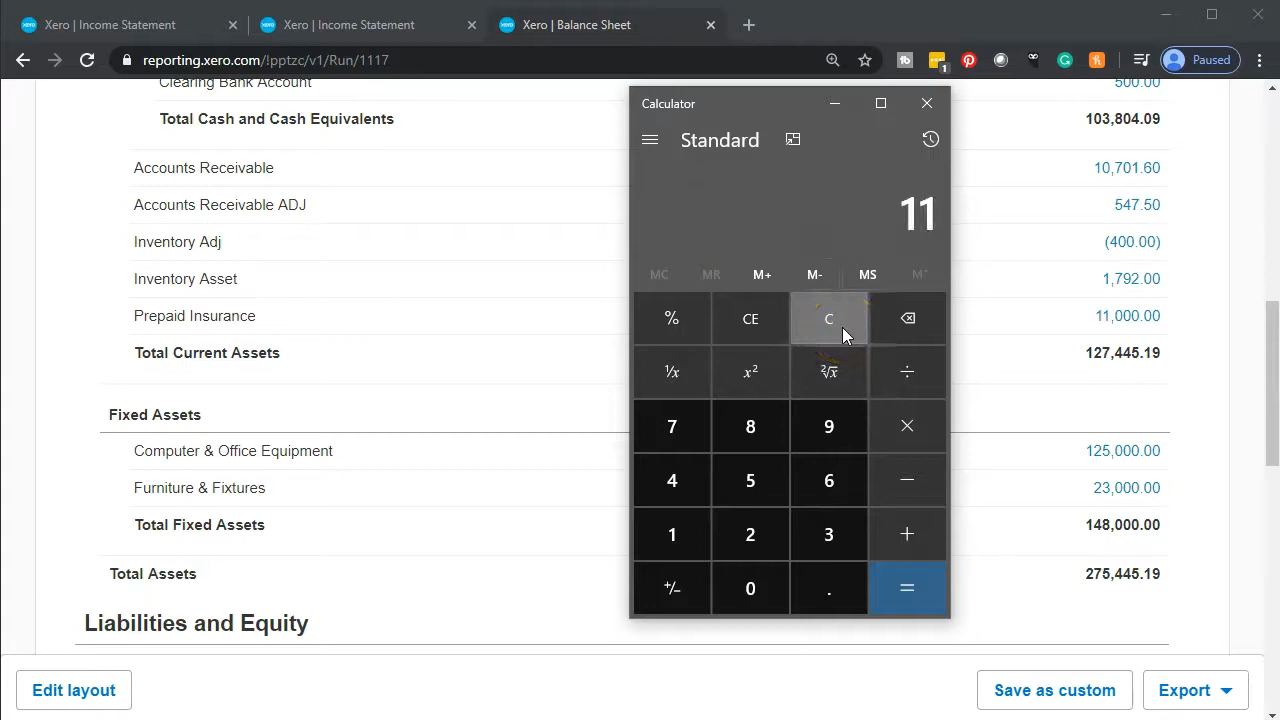 Xero | Income Statement Xero | Income Statement Xero | Balance Sheet
reporting.xero.com/!pptzc/v1/Run/1117 1 Paused
Clearing Bank Account 500.00
Total Cash and Cash Equivalents 103,804.09
Accounts Receivable 10,701.60
Accounts Receivable ADJ 547.50
Inventory Adj (400.00)
Inventory Asset 1,792.00
Prepaid Insurance 11,000.00
Total Current Assets 127,445.19
Fixed Assets
Computer & Office Equipment 125,000.00
Furniture & Fixtures 23,000.00
Total Fixed Assets 148,000.00
Total Assets 275,445.19
Liabilities and Equity
Calculator
Standard
11
MC MR M+ M- MS M˅
% CE C
⅟x x² ²√x ÷
7 8 9 ×
4 5 6 −
1 2 3 +
+/− 0 . =
Edit layout Save as custom Export